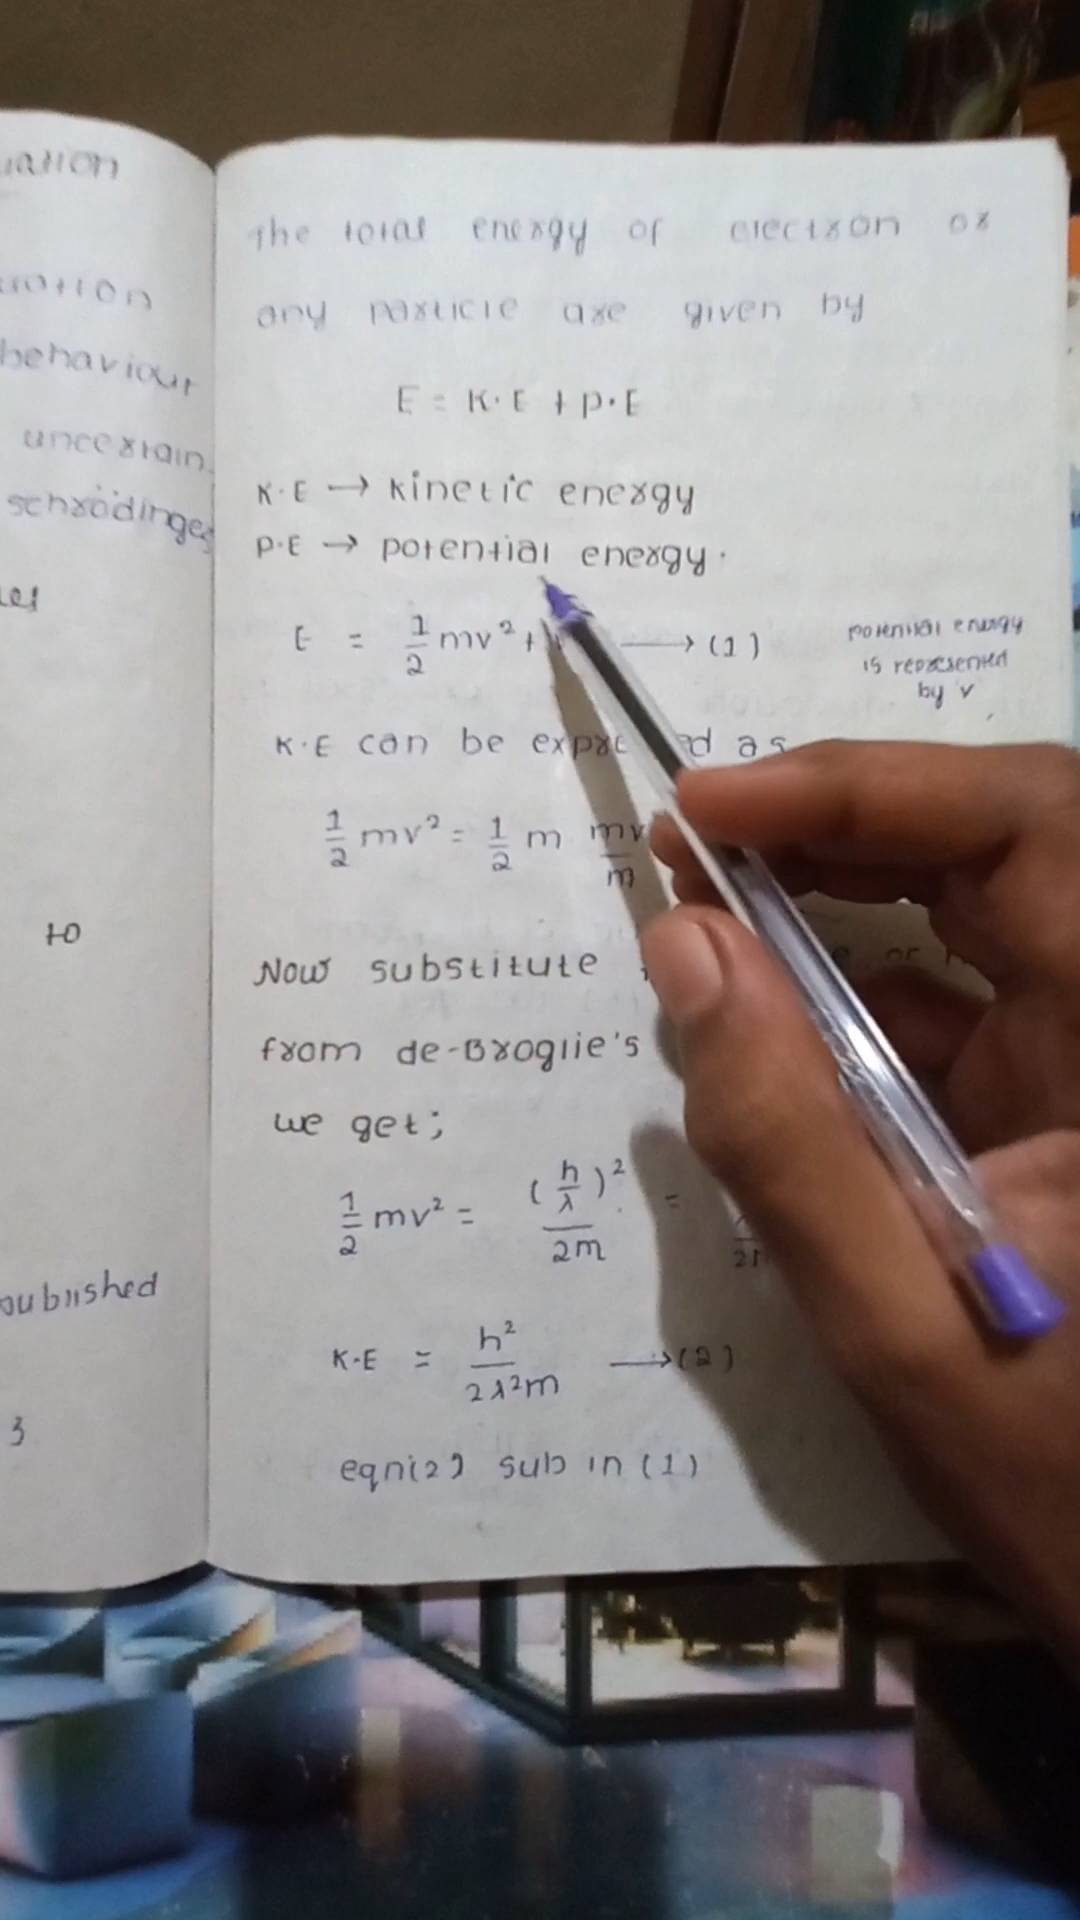 uation
behaviour
uncertain
schrödinger
to
published
3
The total energy of electron or
any particle are given by
E = K·E + P·E
K·E → Kinetic energy
P·E → potential energy.
E = 1/2 mv² + → (1)
potential energy
is represented
by v
K·E can be as
1/2 mv² = 1/2 m mv/m
Now substitute
from de-Broglie's
we get;
1/2 mv² = (h/λ)²/2m =
K·E = h²/2λ²m → (2)
eqn(2) sub in (1)